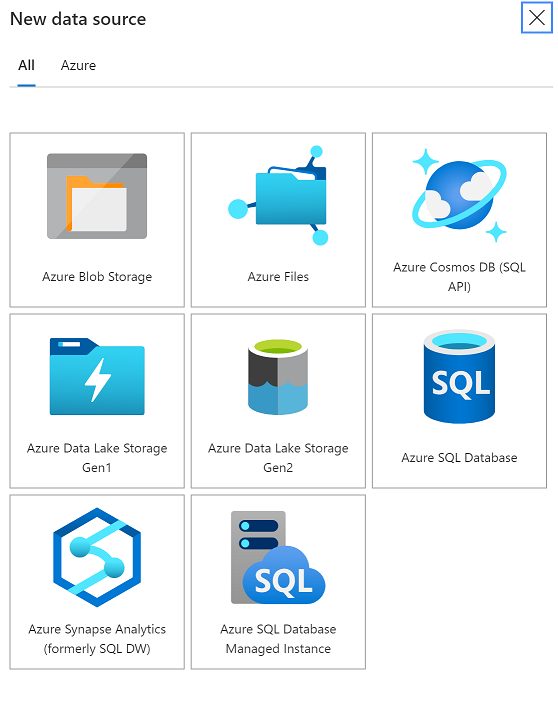 New data source
All
Azure
Azure Blob Storage
Azure Files
Azure Cosmos DB (SQL
API)
Azure Data Lake Storage
Gen1
Azure Data Lake Storage
Gen2
SQL
Azure SQL Database
Azure Synapse Analytics
(formerly SQL DW)
SQL
Azure SQL Database
Managed Instance